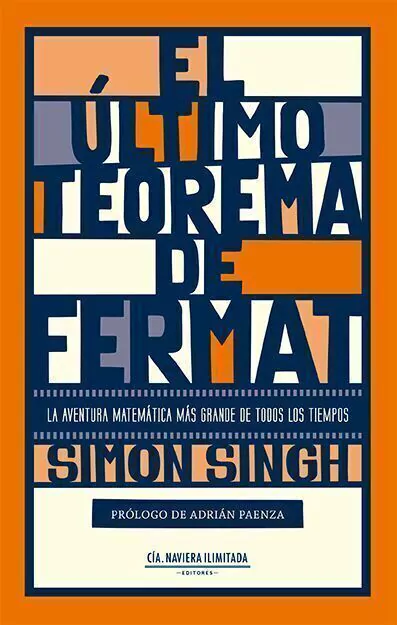 EL
ÚLTIMO
TEOREMA
DE
FERMAT
LA AVENTURA MATEMÁTICA MÁS GRANDE DE TODOS LOS TIEMPOS
SIMON SINGH
PRÓLOGO DE ADRIÁN PAENZA
CÍA. NAVIERA ILIMITADA
EDITORES